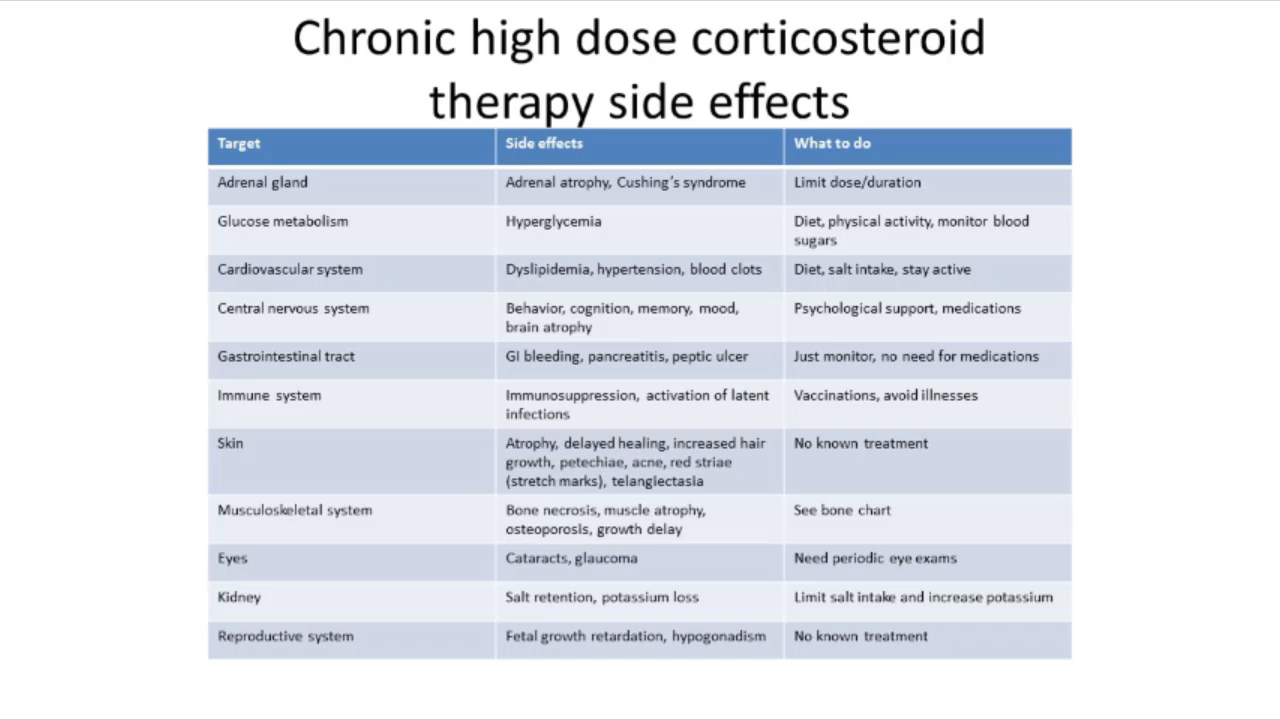 Chronic high dose corticosteroid
therapy side effects
Target Side effects What to do
Adrenal gland Adrenal atrophy, Cushing's syndrome Limit dose/duration
Glucose metabolism Hyperglycemia Diet, physical activity, monitor blood
sugars
Cardiovascular system Dyslipidemia, hypertension, blood clots Diet, salt intake, stay active
Central nervous system Behavior, cognition, memory, mood, Psychological support, medications
brain atrophy
Gastrointestinal tract GI bleeding, pancreatitis, peptic ulcer Just monitor, no need for medications
Immune system Immunosuppression, activation of latent Vaccinations, avoid illnesses
infections
Skin Atrophy, delayed healing, increased hair No known treatment
growth, petechiae, acne, red striae
(stretch marks), telangiectasia
Musculoskeletal system Bone necrosis, muscle atrophy, See bone chart
osteoporosis, growth delay
Eyes Cataracts, glaucoma Need periodic eye exams
Kidney Salt retention, potassium loss Limit salt intake and increase potassium
Reproductive system Fetal growth retardation, hypogonadism No known treatment